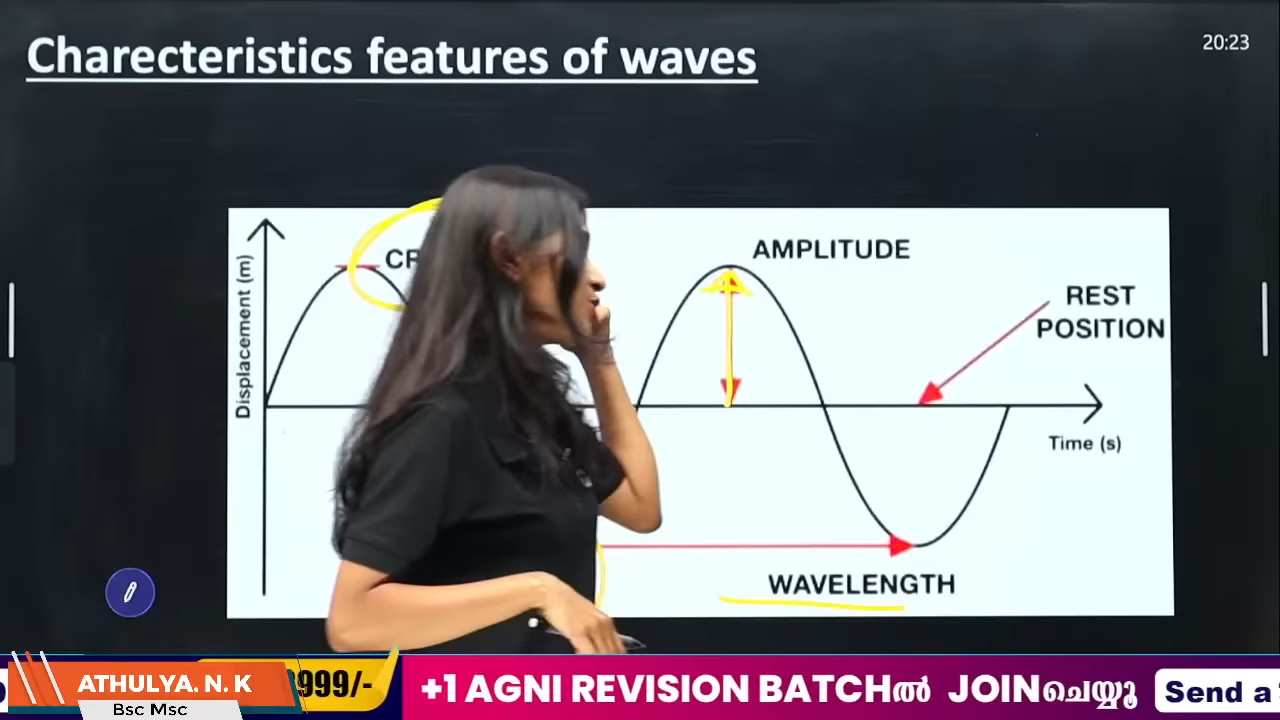 Charecteristics features of waves
20:23
AMPLITUDE
REST
POSITION
Displacement (m)
Time (s)
WAVELENGTH
ATHULYA. N. K
Bsc Msc
999/-
+1 AGNI REVISION BATCHൽ JOINചെയ്യൂ
Send a